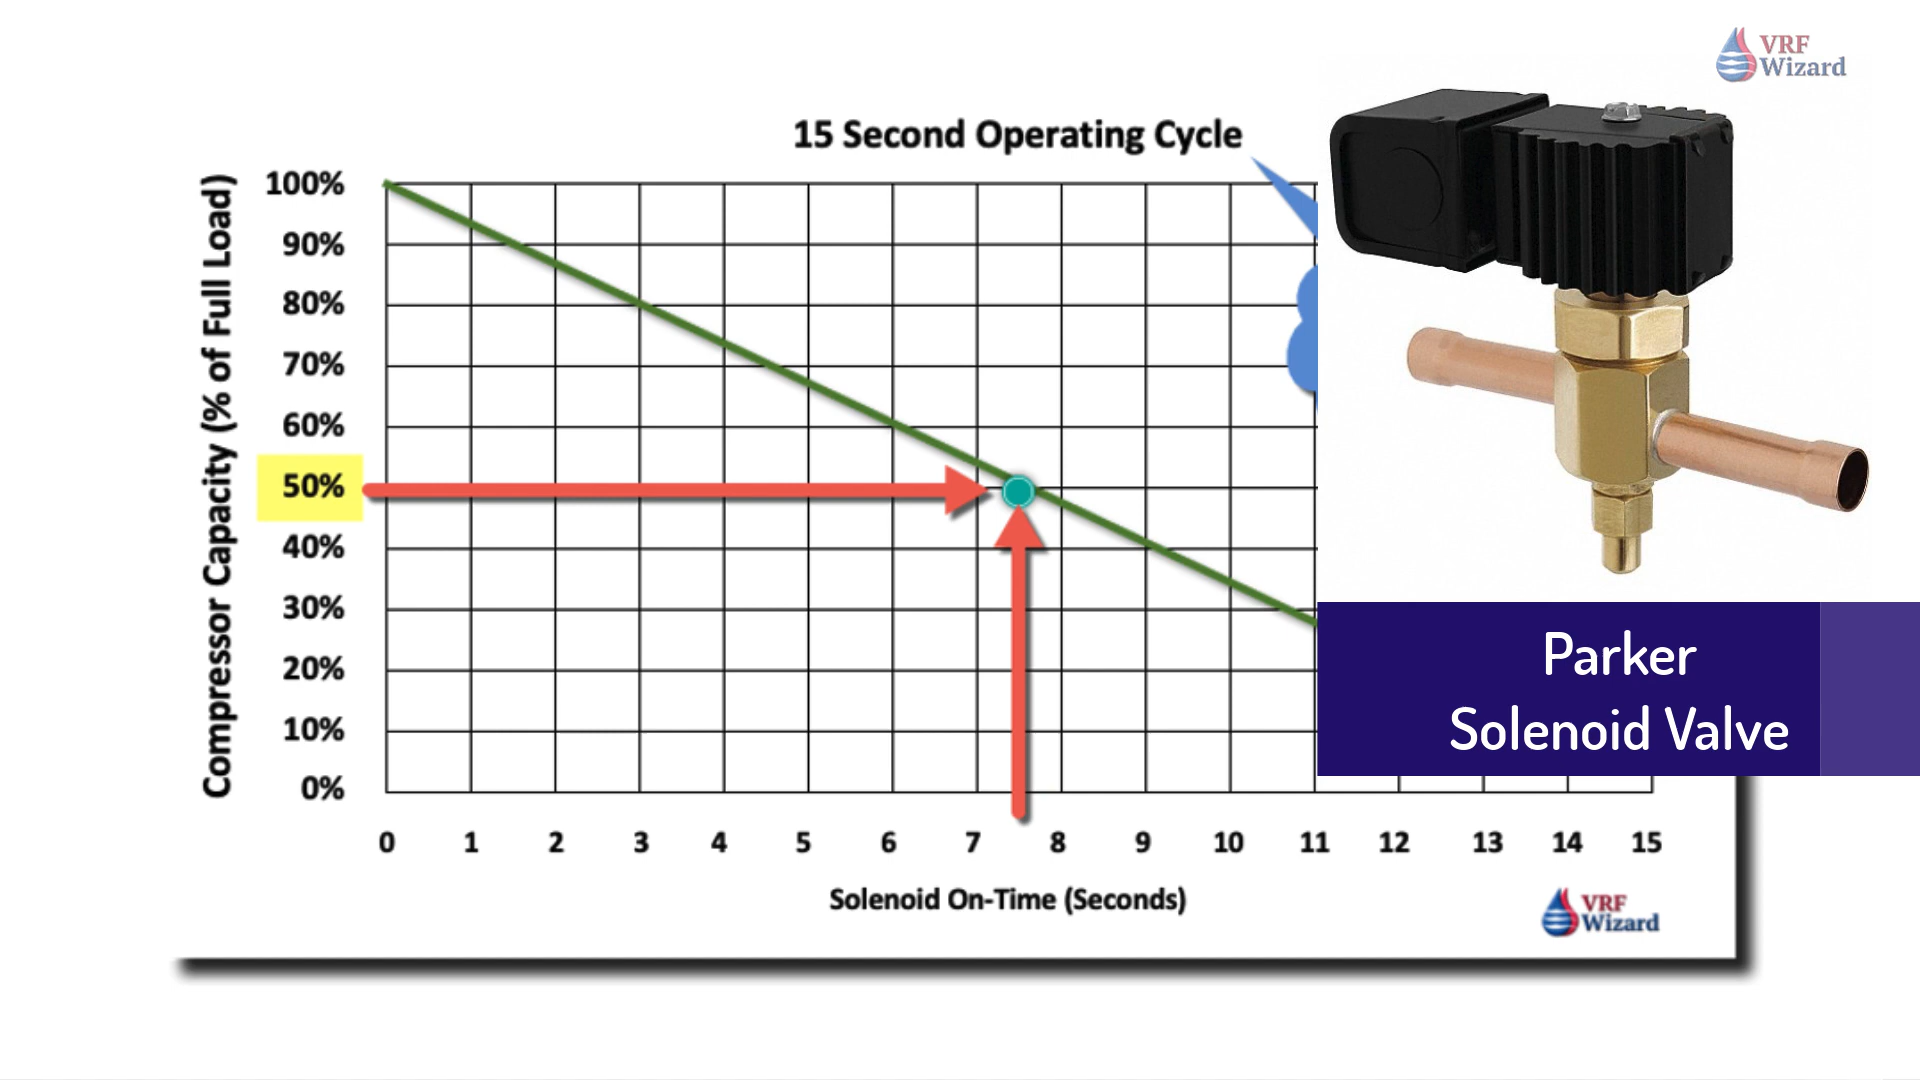 VRF
Wizard
15 Second Operating Cycle
Compressor Capacity (% of Full Load)
100%
90%
80%
70%
60%
50%
40%
30%
20%
10%
0%
0 1 2 3 4 5 6 7 8 9 10 11 12 13 14 15
Solenoid On-Time (Seconds)
Parker
Solenoid Valve
VRF
Wizard